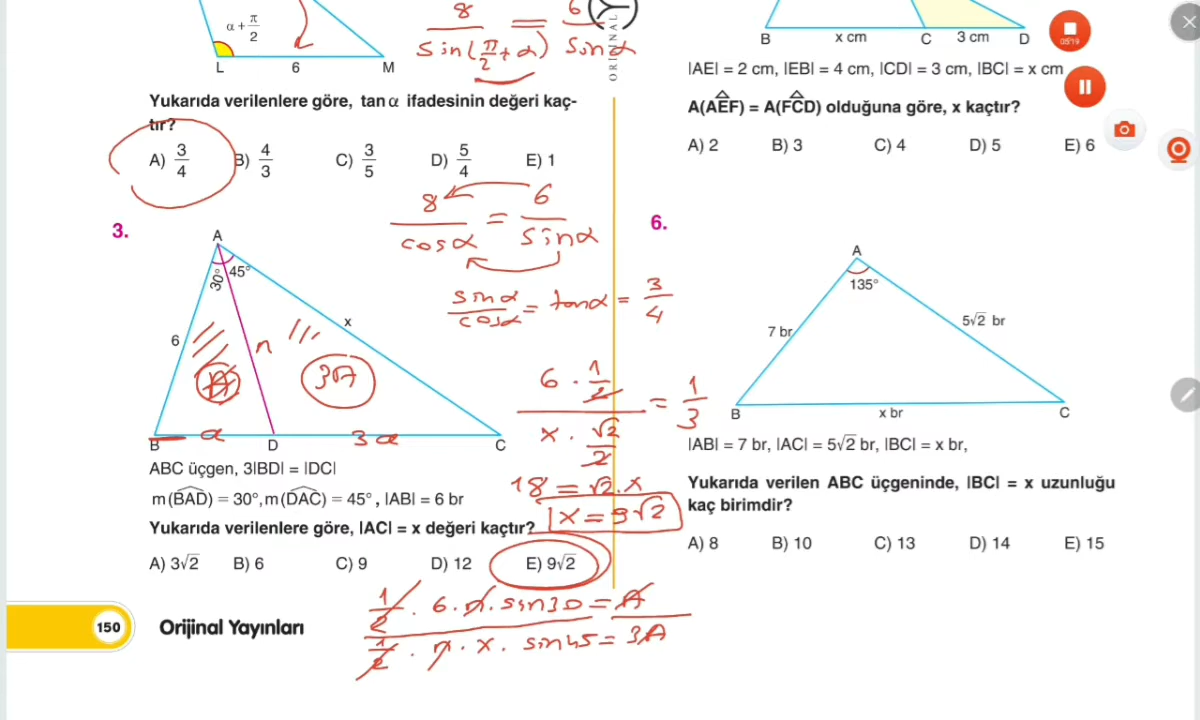 α + π/2
L 6 M
8/sin(π/2+α) = 6/sinα
ORİJİNAL
Yukarıda verilenlere göre, tan α ifadesinin değeri kaç-
tır?
A) 3/4 B) 4/3 C) 3/5 D) 5/4 E) 1
8/cosα = 6/sinα
sinα/cosα = tanα = 3/4
3.
A
30° 45°
6 x
n
A 3A
B a D 3a C
6 · 1/2 / x · √2/2 = 1/3
18 = √2 · x
x = 9√2
ABC üçgen, 3|BD| = |DC|
m(BAD) = 30°, m(DAC) = 45°, |AB| = 6 br
Yukarıda verilenlere göre, |AC| = x değeri kaçtır?
A) 3√2 B) 6 C) 9 D) 12 E) 9√2
1/2 · 6 · n · sin30 = A
1/2 · n · x · sin45 = 3A
150 Orijinal Yayınları
B x cm C 3 cm D
05:19
|AE| = 2 cm, |EB| = 4 cm, |CD| = 3 cm, |BC| = x cm
A(AEF) = A(FCD) olduğuna göre, x kaçtır?
A) 2 B) 3 C) 4 D) 5 E) 6
6.
A
135°
7 br 5√2 br
B x br C
|AB| = 7 br, |AC| = 5√2 br, |BC| = x br,
Yukarıda verilen ABC üçgeninde, |BC| = x uzunluğu
kaç birimdir?
A) 8 B) 10 C) 13 D) 14 E) 15